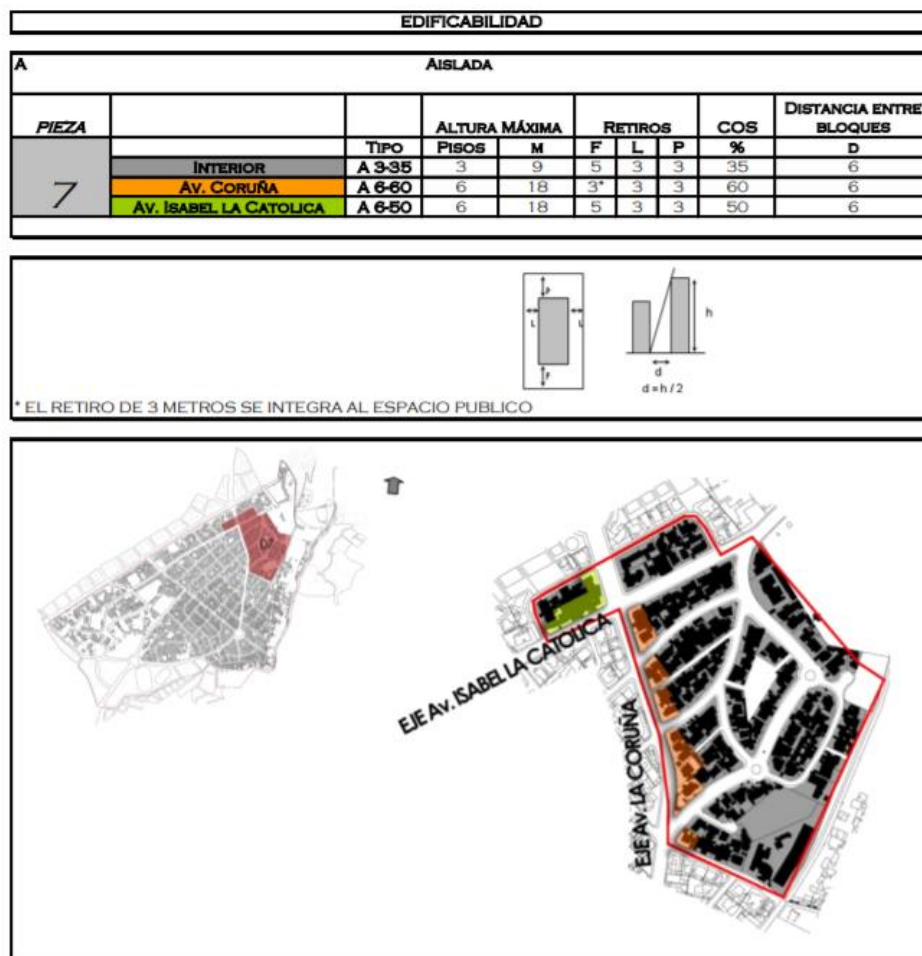 EDIFICABILIDAD
A AISLADA
PIEZA ALTURA MÁXIMA RETIROS COS DISTANCIA ENTRE BLOQUES
TIPO PISOS M F L P % D
7
INTERIOR A 3-35 3 9 5 3 3 35 6
AV. CORUÑA A 6-60 6 18 3* 3 3 60 6
AV. ISABEL LA CATOLICA A 6-50 6 18 5 3 3 50 6
L L
F
h
d
d = h / 2
* EL RETIRO DE 3 METROS SE INTEGRA AL ESPACIO PUBLICO
EJE AV. ISABEL LA CATOLICA
EJE AV. LA CORUÑA